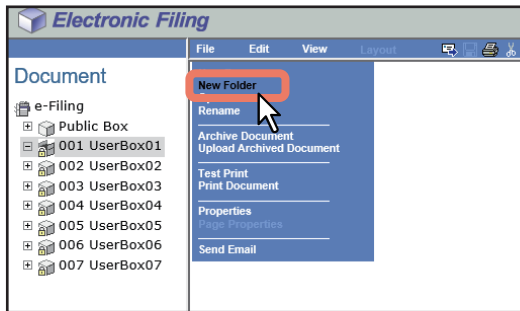 Electronic Filing
File Edit View Layout
Document
New Folder
Rename
Archive Document
Upload Archived Document
Test Print
Print Document
Properties
Page Properties
Send Email
e-Filing
Public Box
001 UserBox01
002 UserBox02
003 UserBox03
004 UserBox04
005 UserBox05
006 UserBox06
007 UserBox07